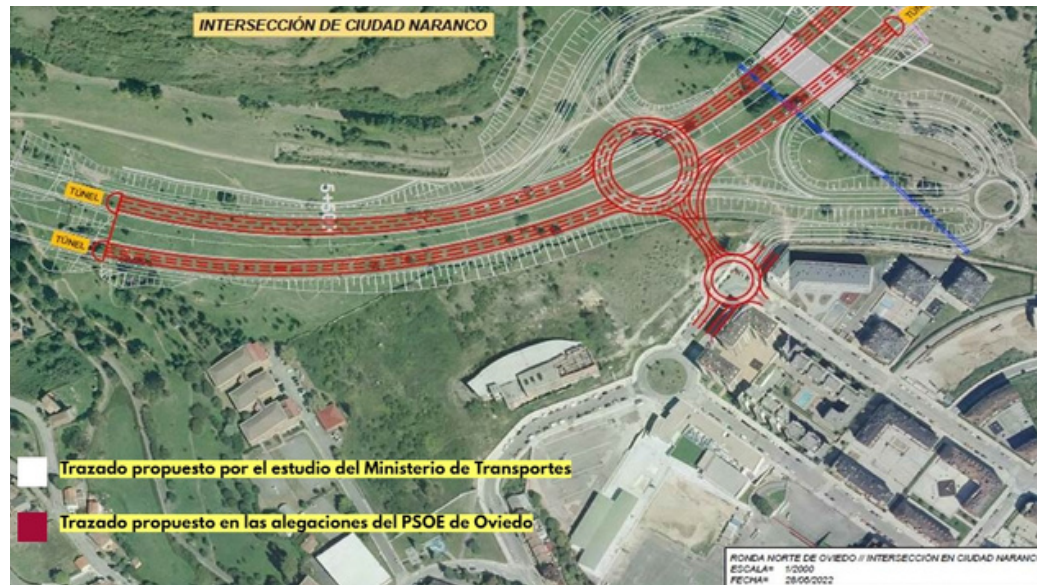 INTERSECCIÓN DE CIUDAD NARANCO
TÚNEL
TÚNEL
Trazado propuesto por el estudio del Ministerio de Transportes
Trazado propuesto en las alegaciones del PSOE de Oviedo
RONDA NORTE DE OVIEDO // INTERSECCIÓN EN CIUDAD NARANCO
ESCALA= 1/2000
FECHA= 28/06/2022